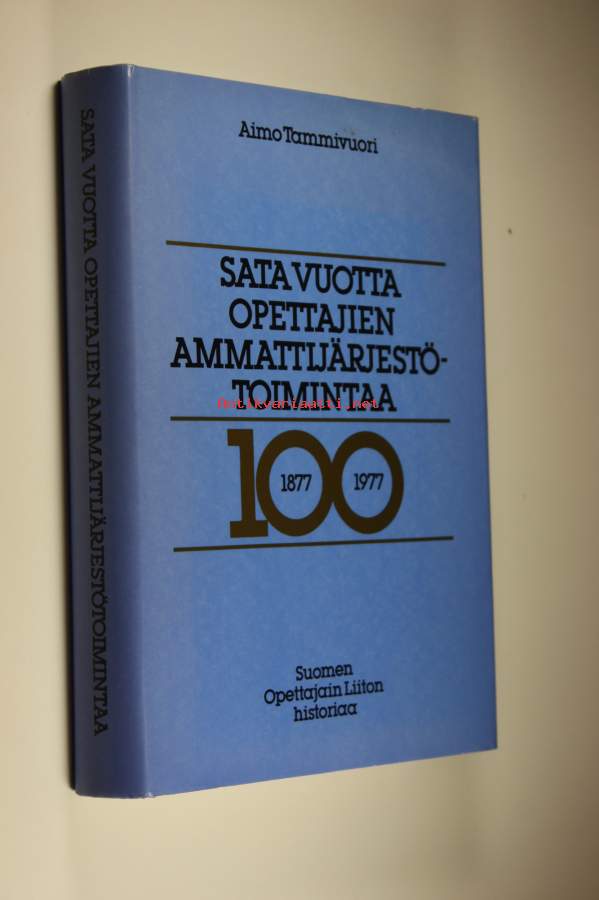 SATA VUOTTA OPETTAJIEN AMMATTIJÄRJESTÖTOIMINTAA
Aimo Tammivuori
SATA VUOTTA
OPETTAJIEN
AMMATTIJÄRJESTÖ-
TOIMINTAA
Antikvariaatti.net
100
1877 1977
Suomen
Opettajain Liiton
historiaa